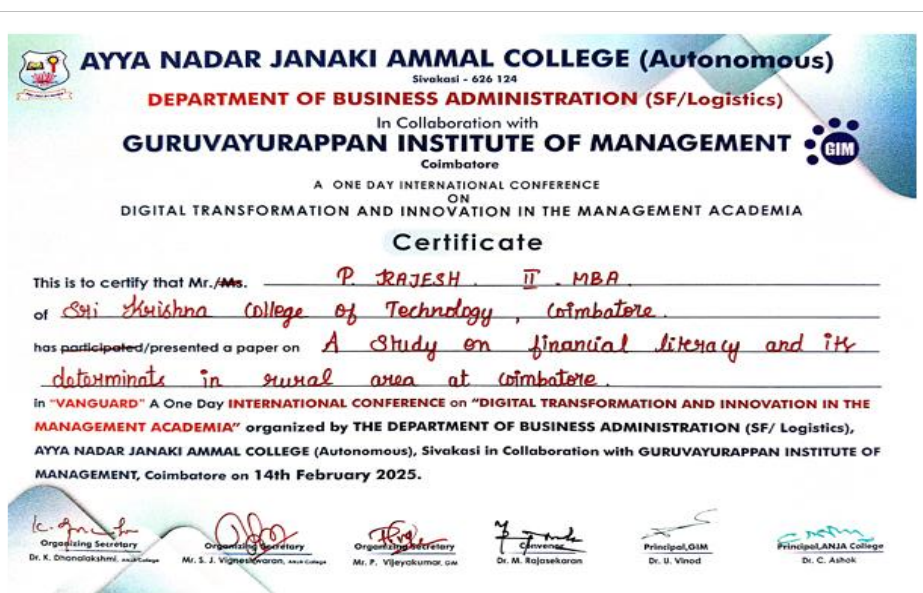 AYYA NADAR JANAKI AMMAL COLLEGE (Autonomous)
Sivakasi - 626 124
DEPARTMENT OF BUSINESS ADMINISTRATION (SF/Logistics)
In Collaboration with
GURUVAYURAPPAN INSTITUTE OF MANAGEMENT
GIM
Coimbatore
A ONE DAY INTERNATIONAL CONFERENCE
ON
DIGITAL TRANSFORMATION AND INNOVATION IN THE MANAGEMENT ACADEMIA
Certificate
This is to certify that Mr./Ms. P. RAJESH. II. MBA
of Sri Krishna College of Technology, Coimbatore.
has participated/presented a paper on A Study on financial literacy and its
determinats in rural area at coimbatore.
in "VANGUARD" A One Day INTERNATIONAL CONFERENCE on "DIGITAL TRANSFORMATION AND INNOVATION IN THE
MANAGEMENT ACADEMIA" organized by THE DEPARTMENT OF BUSINESS ADMINISTRATION (SF/ Logistics),
AYYA NADAR JANAKI AMMAL COLLEGE (Autonomous), Sivakasi in Collaboration with GURUVAYURAPPAN INSTITUTE OF
MANAGEMENT, Coimbatore on 14th February 2025.
Organizing Secretary Organizing Secretary Organizing Secretary Convenor Principal,GIM Principal,ANJA College
Dr. K. Dhanalakshmi, ANJA College Mr. S. J. Vigneshwaran, ANJA College Mr. P. Vijeyakumar, GIM Dr. M. Rajasekaran Dr. U. Vinod Dr. C. Ashok